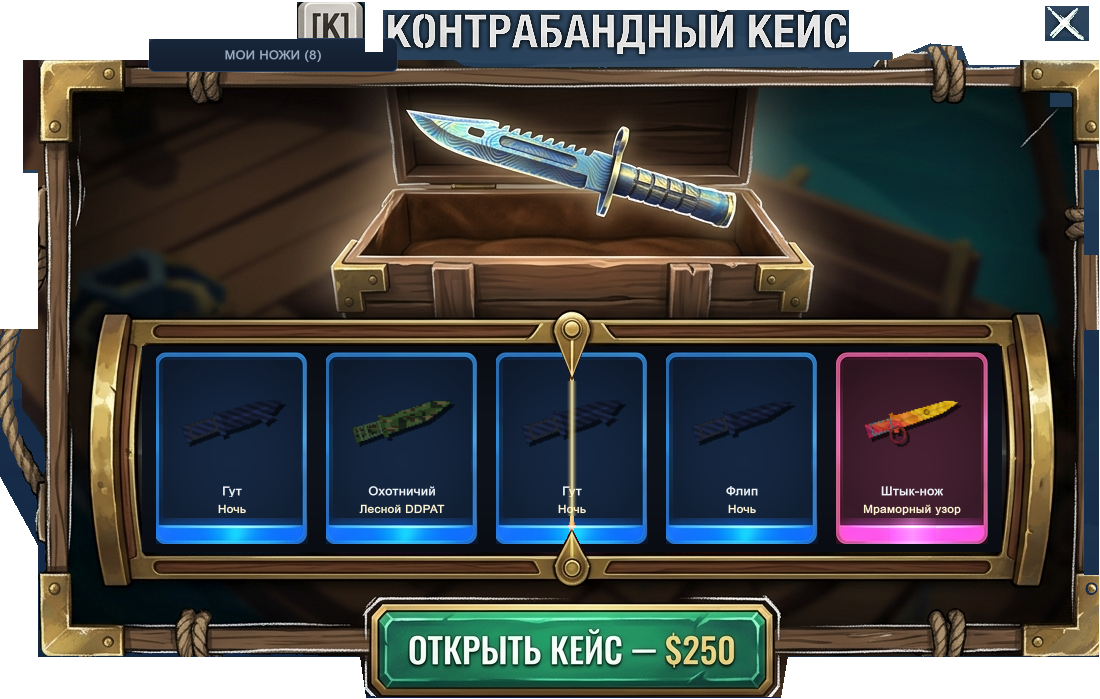 [K] КОНТРАБАНДНЫЙ КЕЙС
МОИ НОЖИ (8)
Гут
Ночь
Охотничий
Лесной DDPAT
Гут
Ночь
Флип
Ночь
Штык-нож
Мраморный узор
ОТКРЫТЬ КЕЙС — $250